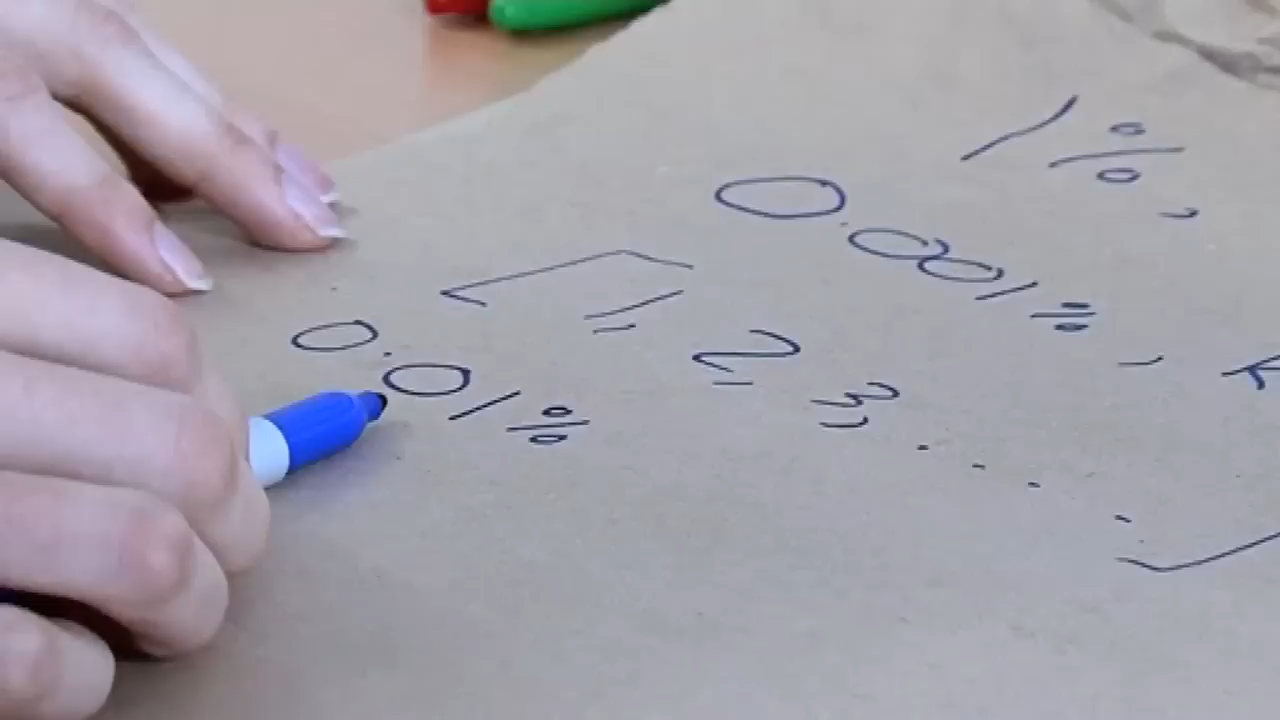 1%,
0.001%, K
[1, 2, 3, . . . . ]
0.01%